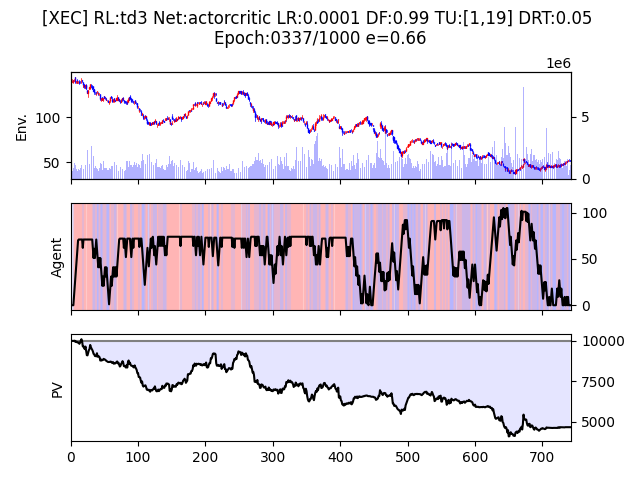 [XEC] RL:td3 Net:actorcritic LR:0.0001 DF:0.99 TU:[1,19] DRT:0.05
Epoch:0337/1000 e=0.66
1e6
Env.
100
50
5
0
Agent
100
50
0
PV
10000
7500
5000
0 100 200 300 400 500 600 700